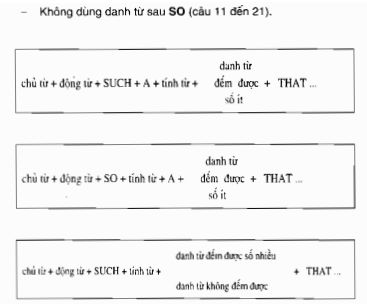 – Không dùng danh từ sau SO (câu 11 đến 21).
danh từ
chủ từ + động từ + SUCH + A + tính từ + đếm được + THAT ...
số ít
danh từ
chủ từ + động từ + SO + tính từ + A + đếm được + THAT ...
số ít
danh từ đếm được số nhiều
chủ từ + động từ + SUCH + tính từ + + THAT ...
danh từ không đếm được